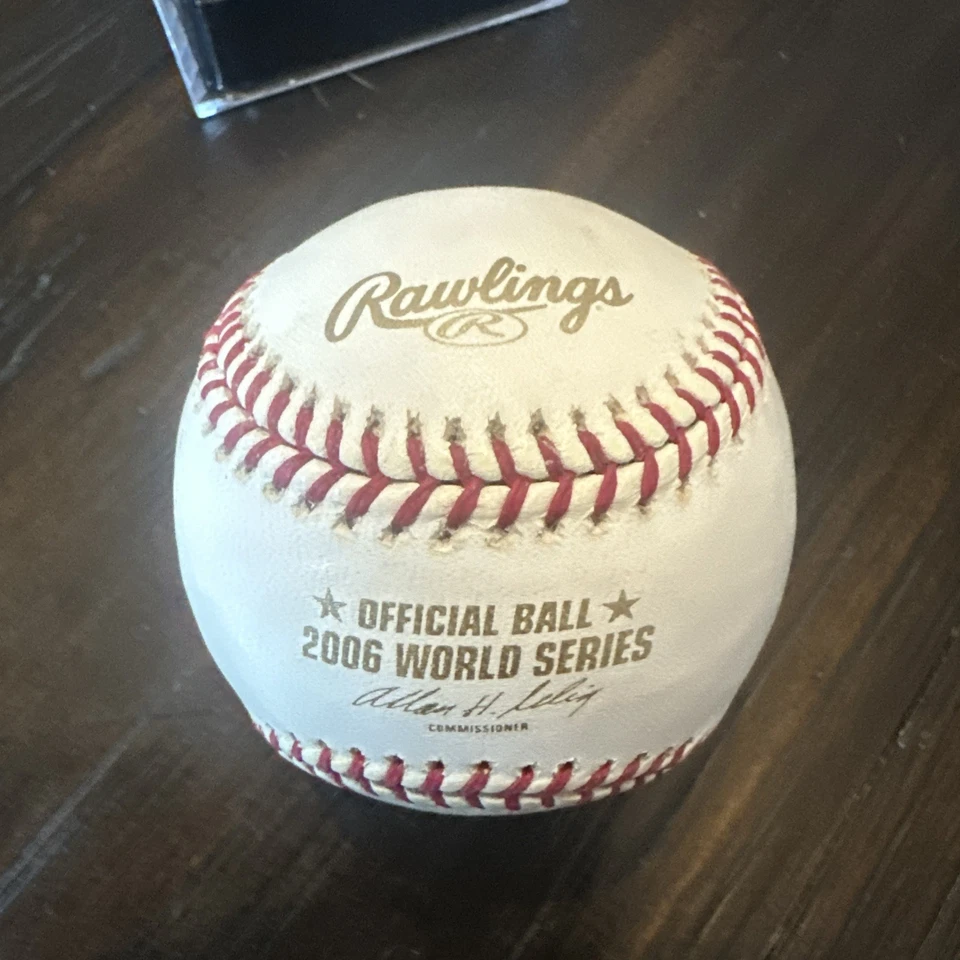 Rawlings
R
★ OFFICIAL BALL ★
2006 WORLD SERIES
Allan H. Selig
COMMISSIONER